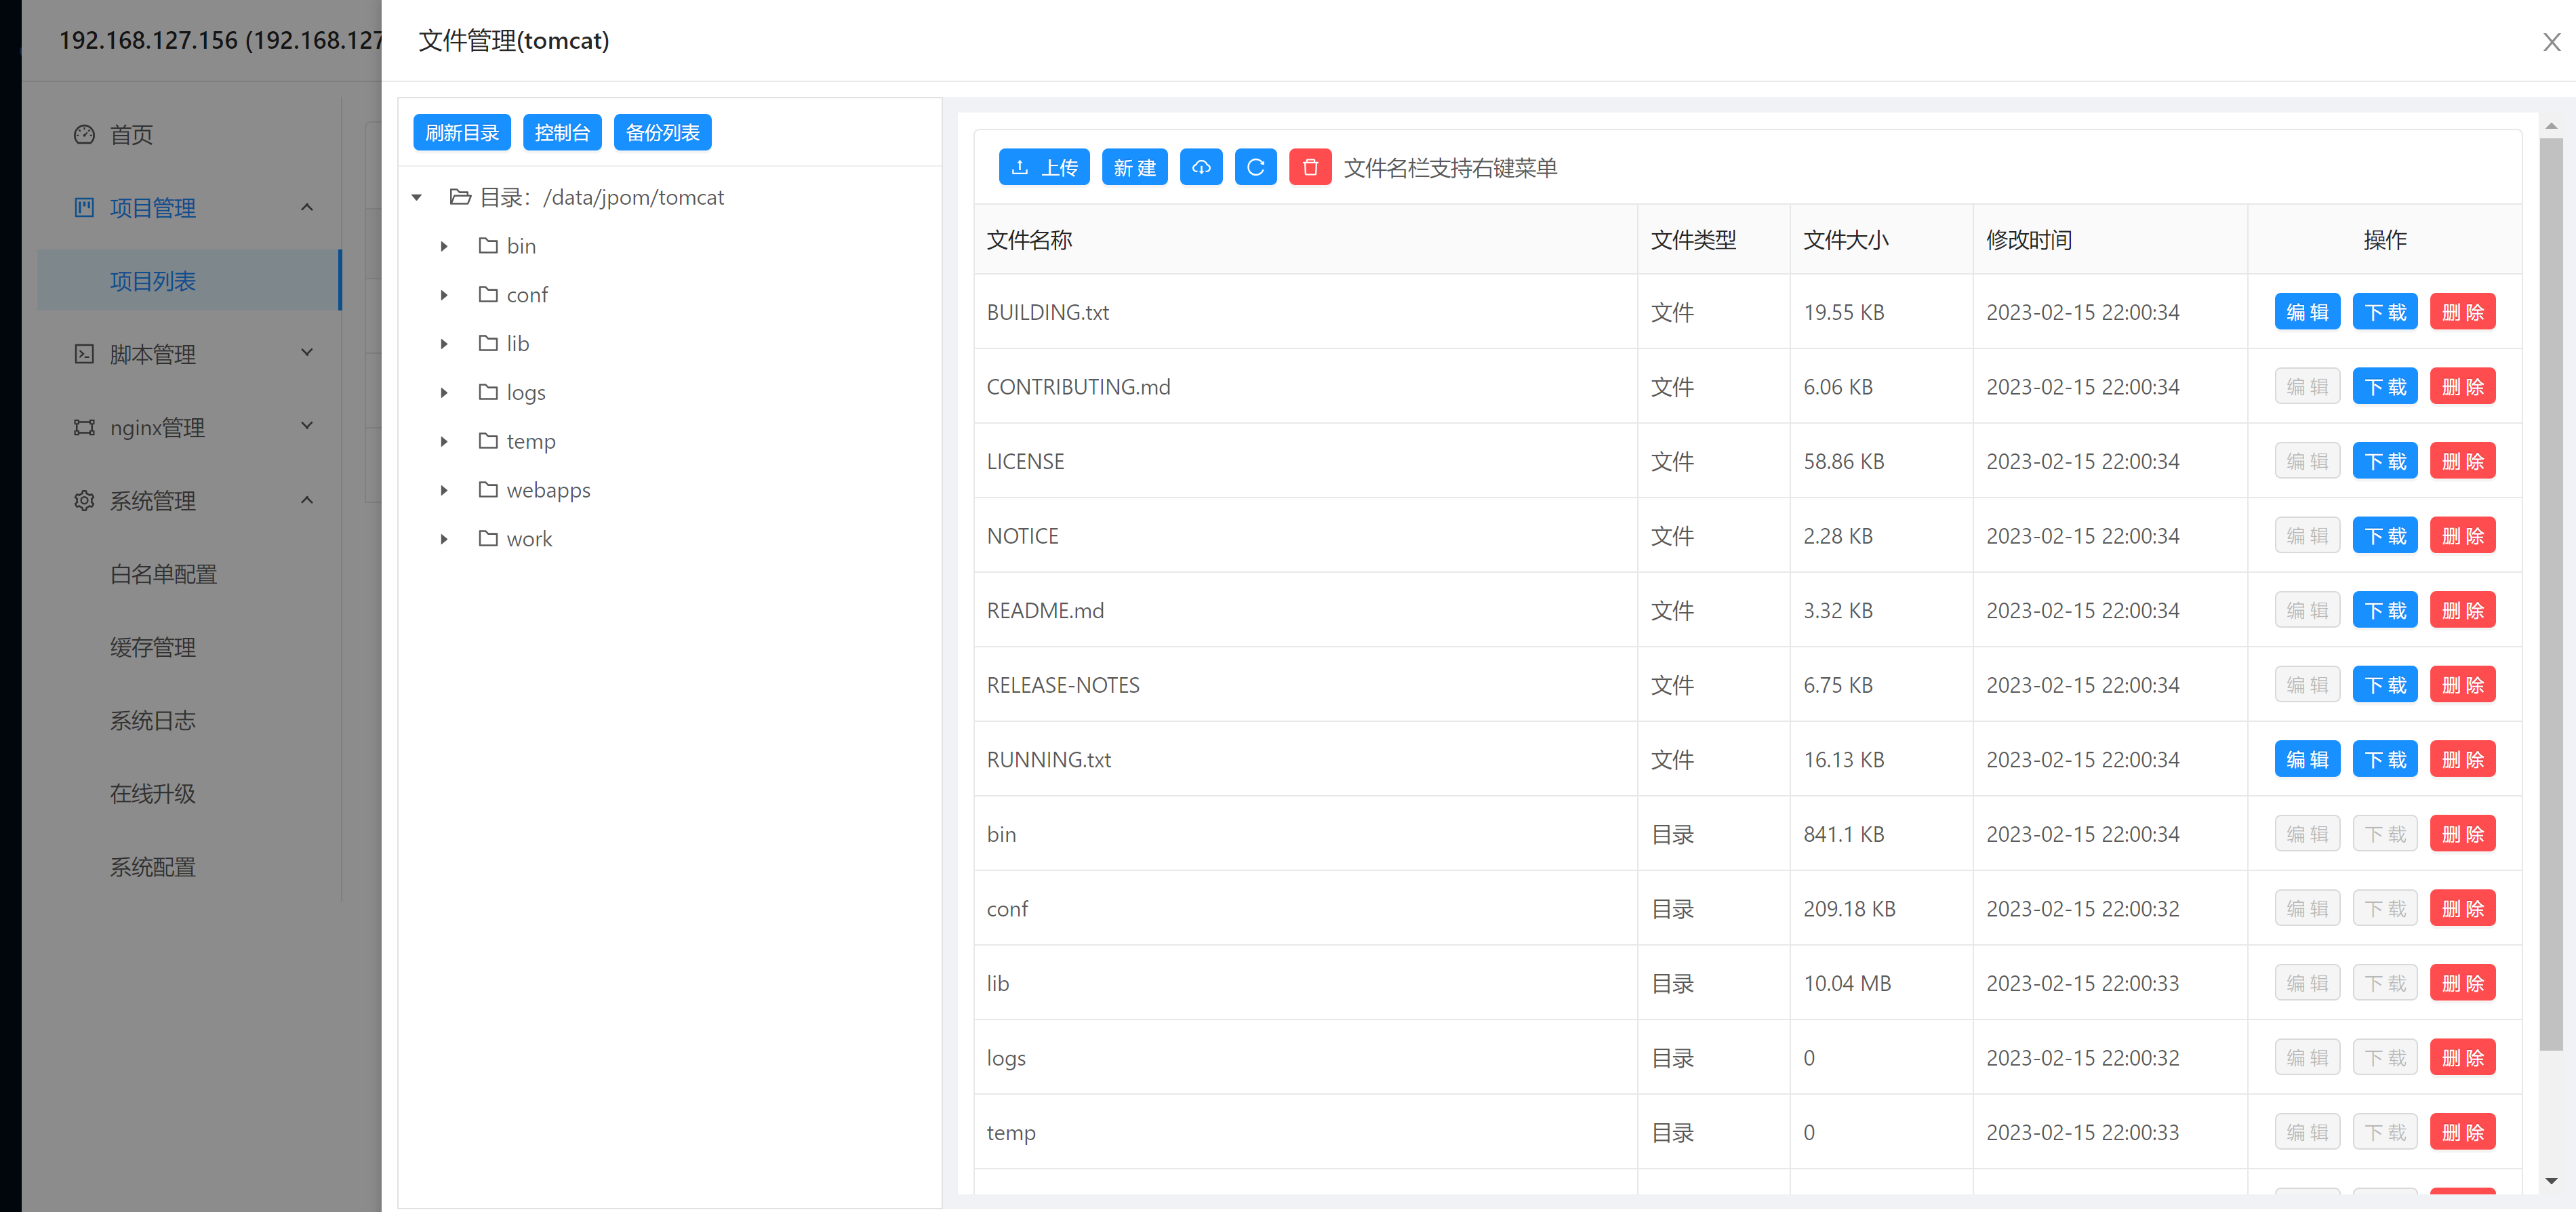 192.168.127.156 (192.168.127
首页
项目管理
项目列表
脚本管理
nginx管理
系统管理
白名单配置
缓存管理
系统日志
在线升级
系统配置
文件管理(tomcat)
刷新目录 控制台 备份列表
目录：/data/jpom/tomcat
bin
conf
lib
logs
temp
webapps
work
上传 新建 文件名栏支持右键菜单
文件名称 文件类型 文件大小 修改时间 操作
BUILDING.txt 文件 19.55 KB 2023-02-15 22:00:34 编辑 下载 删除
CONTRIBUTING.md 文件 6.06 KB 2023-02-15 22:00:34 编辑 下载 删除
LICENSE 文件 58.86 KB 2023-02-15 22:00:34 编辑 下载 删除
NOTICE 文件 2.28 KB 2023-02-15 22:00:34 编辑 下载 删除
README.md 文件 3.32 KB 2023-02-15 22:00:34 编辑 下载 删除
RELEASE-NOTES 文件 6.75 KB 2023-02-15 22:00:34 编辑 下载 删除
RUNNING.txt 文件 16.13 KB 2023-02-15 22:00:34 编辑 下载 删除
bin 目录 841.1 KB 2023-02-15 22:00:34 编辑 下载 删除
conf 目录 209.18 KB 2023-02-15 22:00:32 编辑 下载 删除
lib 目录 10.04 MB 2023-02-15 22:00:33 编辑 下载 删除
logs 目录 0 2023-02-15 22:00:32 编辑 下载 删除
temp 目录 0 2023-02-15 22:00:33 编辑 下载 删除